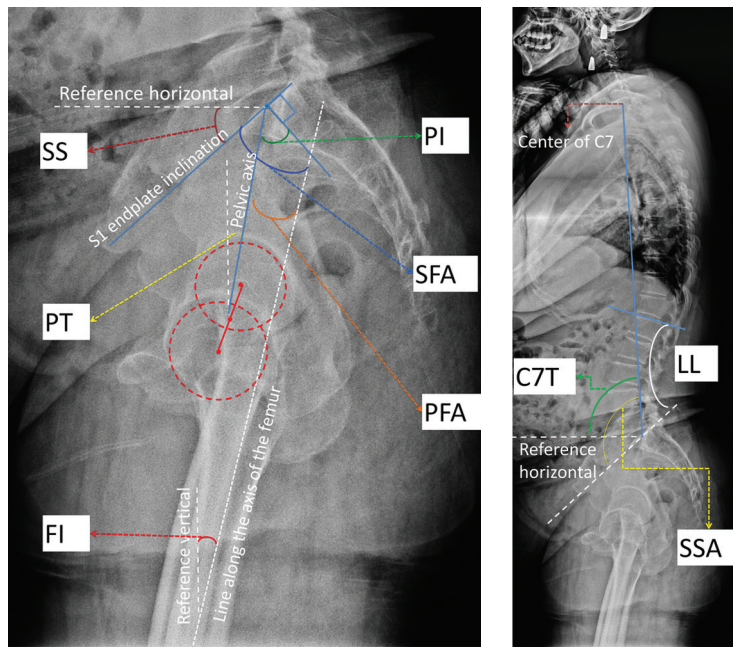 Reference horizontal
SS
PI
S1 endplate inclination
Pelvic axis
SFA
PT
PFA
Line along the axis of the femur
Reference vertical
FI
Center of C7
LL
C7T
Reference
horizontal
SSA